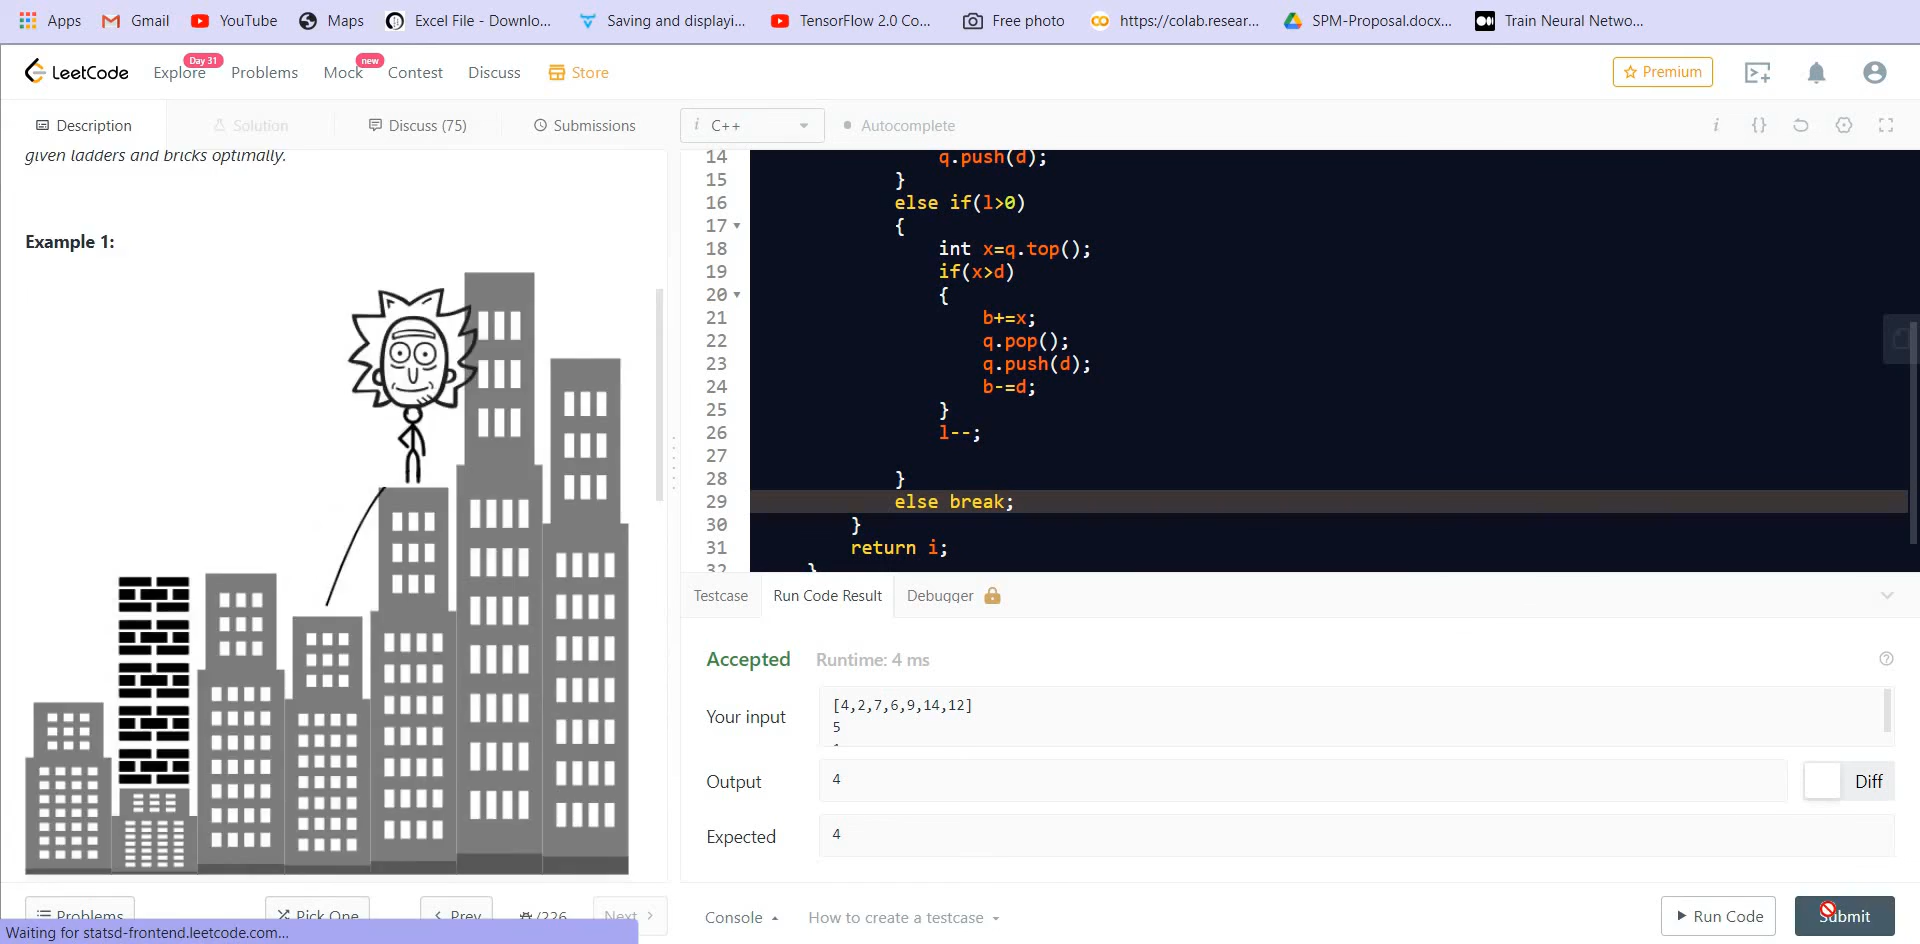 Apps Gmail YouTube Maps Excel File - Downlo... Saving and displayi... TensorFlow 2.0 Co... Free photo https://colab.resear... SPM-Proposal.docx... Train Neural Netwo...
LeetCode Explore Day 31 Problems Mock new Contest Discuss Store Premium
Description Solution Discuss (75) Submissions
given ladders and bricks optimally.
Example 1:
Problems Pick One Prev /226 Next
Waiting for statsd-frontend.leetcode.com...
i C++ Autocomplete i {}
14 q.push(d);
15 }
16 else if(l>0)
17 {
18 int x=q.top();
19 if(x>d)
20 {
21 b+=x;
22 q.pop();
23 q.push(d);
24 b-=d;
25 }
26 l--;
27
28 }
29 else break;
30 }
31 return i;
32 }
Testcase Run Code Result Debugger
Accepted Runtime: 4 ms
Your input
[4,2,7,6,9,14,12]
5
Output 4 Diff
Expected 4
Console How to create a testcase Run Code Submit